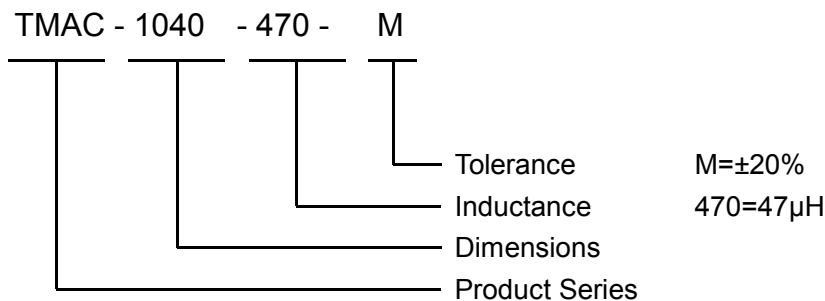 TMAC - 1040 - 470 - M
Tolerance M=±20%
Inductance 470=47µH
Dimensions
Product Series